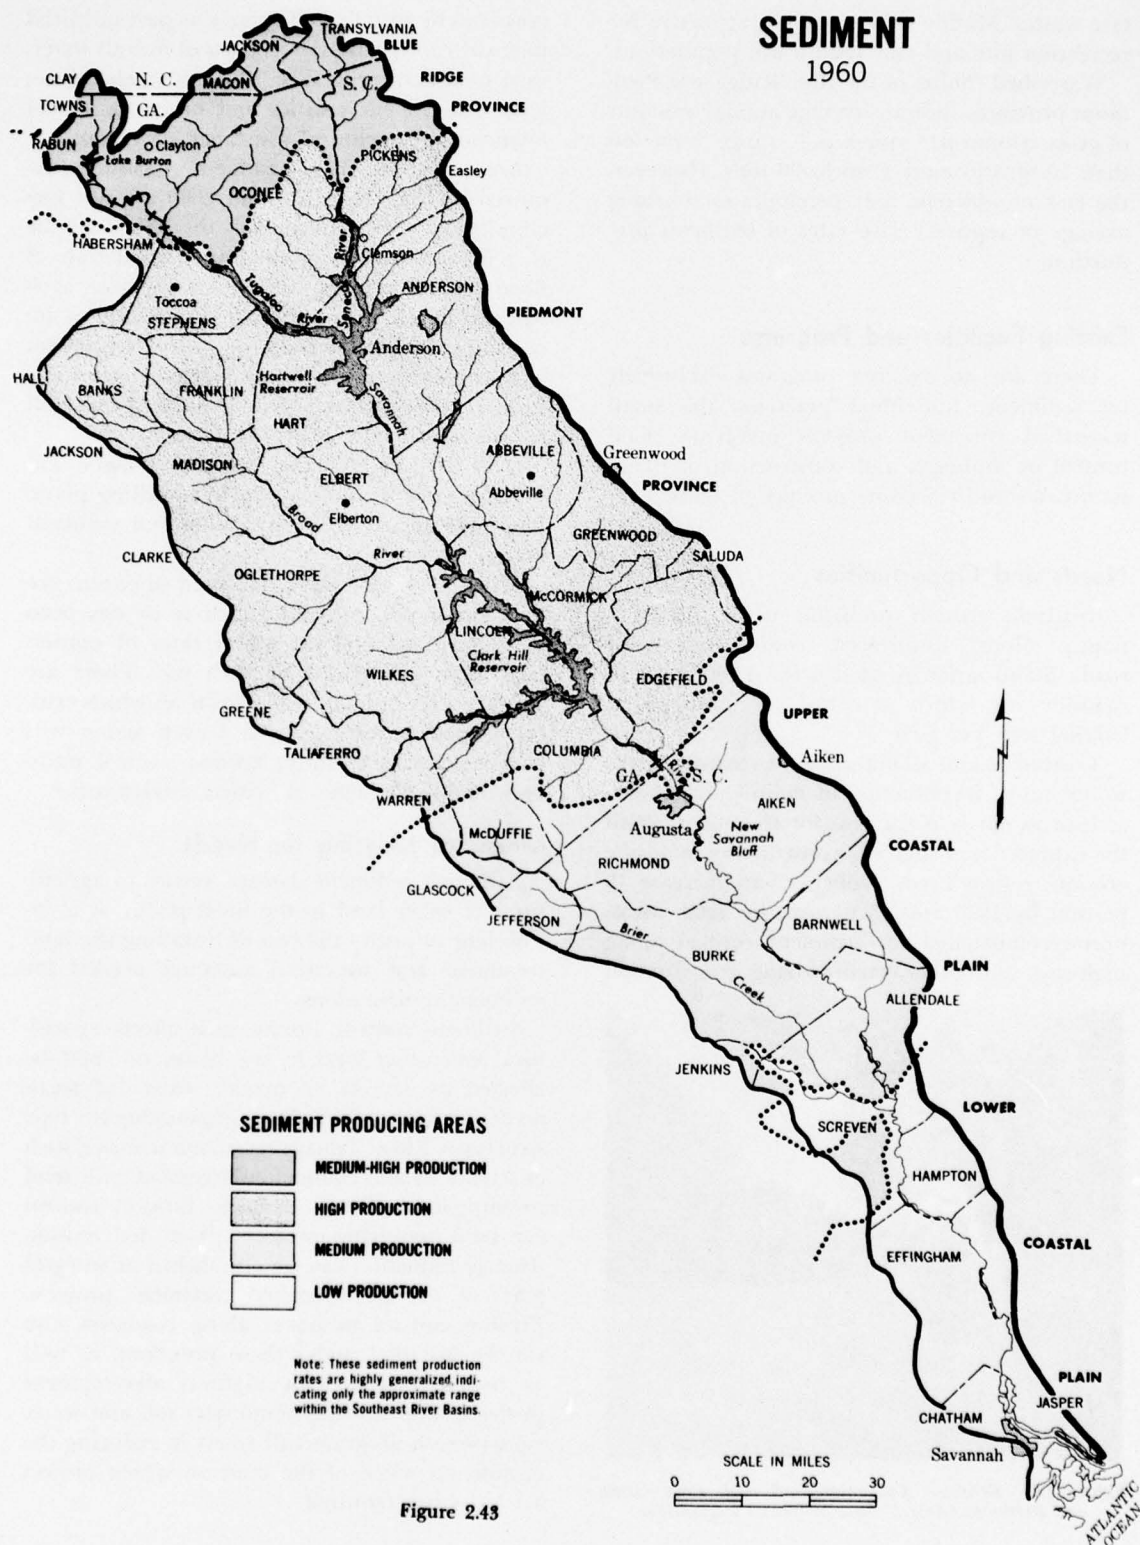 SEDIMENT
1960
TRANSYLVANIA
JACKSON
BLUE
CLAY
N. C.
MACON
S. C.
RIDGE
TOWNS
GA.
PROVINCE
RABUN
Clayton
Lake Burton
PICKENS
Easley
OCONEE
HABERSHAM
River
Clemson
Seneca
Toccoa
Tugaloo
River
ANDERSON
STEPHENS
PIEDMONT
Anderson
HALL
BANKS
FRANKLIN
Hartwell
Reservoir
Savannah
HART
JACKSON
MADISON
ABBEVILLE
Greenwood
ELBERT
Abbeville
PROVINCE
Elberton
Broad
River
GREENWOOD
CLARKE
SALUDA
OGLETHORPE
McCORMICK
LINCOLN
Clark Hill
Reservoir
WILKES
EDGEFIELD
GREENE
UPPER
TALIAFERRO
COLUMBIA
GA.
River
S. C.
Aiken
WARREN
AIKEN
McDUFFIE
Augusta
New
Savannah
Bluff
COASTAL
RICHMOND
GLASCOCK
JEFFERSON
BARNWELL
Brier
BURKE
PLAIN
Creek
ALLENDALE
JENKINS
LOWER
SCREVEN
HAMPTON
COASTAL
EFFINGHAM
PLAIN
JASPER
CHATHAM
Savannah
ATLANTIC
OCEAN
N
SEDIMENT PRODUCING AREAS
MEDIUM-HIGH PRODUCTION
HIGH PRODUCTION
MEDIUM PRODUCTION
LOW PRODUCTION
Note: These sediment production
rates are highly generalized, indi-
cating only the approximate range
within the Southeast River Basins.
SCALE IN MILES
0 10 20 30
Figure 2.43